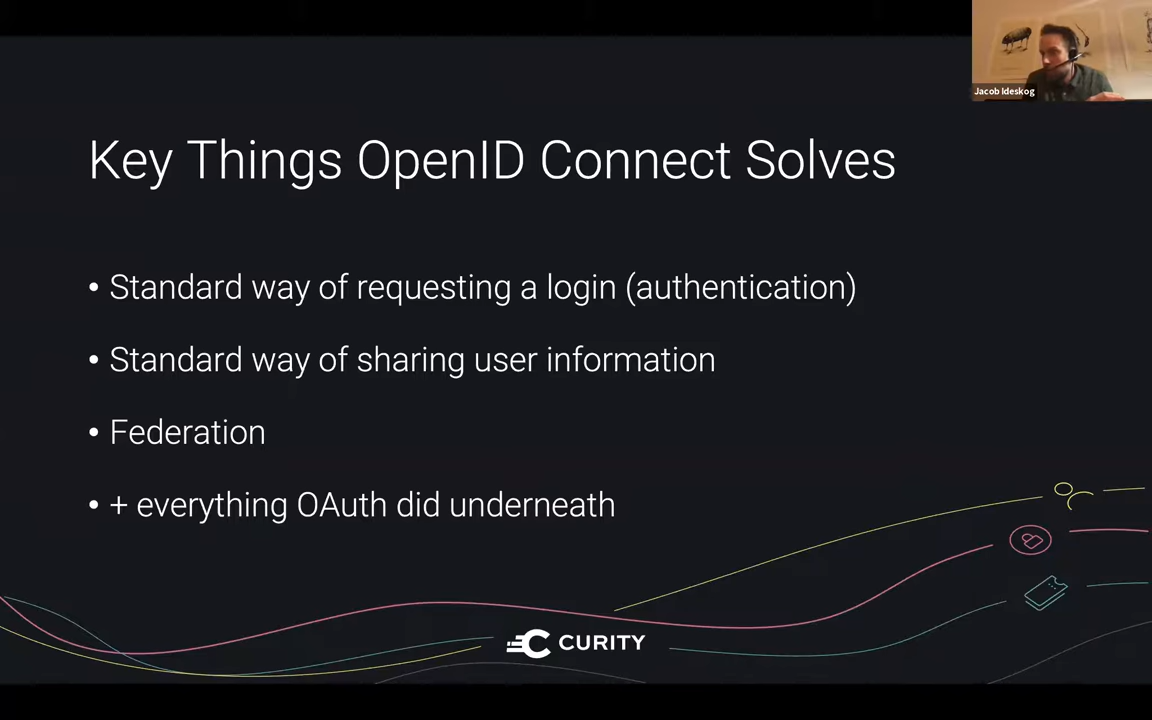 Jacob Ideskog
Key Things OpenID Connect Solves
• Standard way of requesting a login (authentication)
• Standard way of sharing user information
• Federation
• + everything OAuth did underneath
CURITY